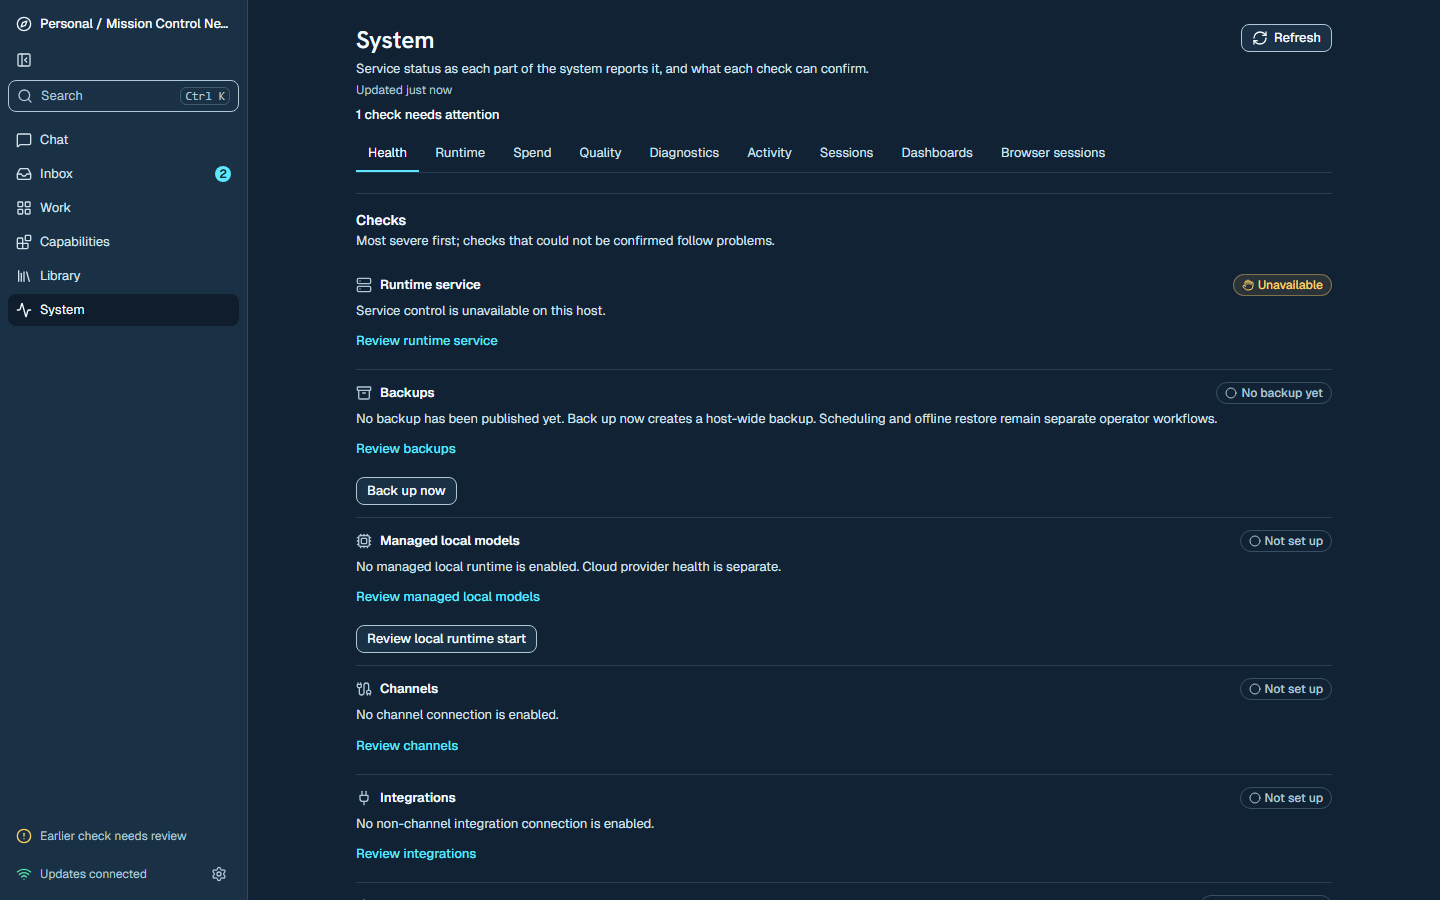 Personal / Mission Control Ne...
Search Ctrl K
Chat
Inbox 2
Work
Capabilities
Library
System
Earlier check needs review
Updates connected
System
Refresh
Service status as each part of the system reports it, and what each check can confirm.
Updated just now
1 check needs attention
Health Runtime Spend Quality Diagnostics Activity Sessions Dashboards Browser sessions
Checks
Most severe first; checks that could not be confirmed follow problems.
Runtime service Unavailable
Service control is unavailable on this host.
Review runtime service
Backups No backup yet
No backup has been published yet. Back up now creates a host-wide backup. Scheduling and offline restore remain separate operator workflows.
Review backups
Back up now
Managed local models Not set up
No managed local runtime is enabled. Cloud provider health is separate.
Review managed local models
Review local runtime start
Channels Not set up
No channel connection is enabled.
Review channels
Integrations Not set up
No non-channel integration connection is enabled.
Review integrations